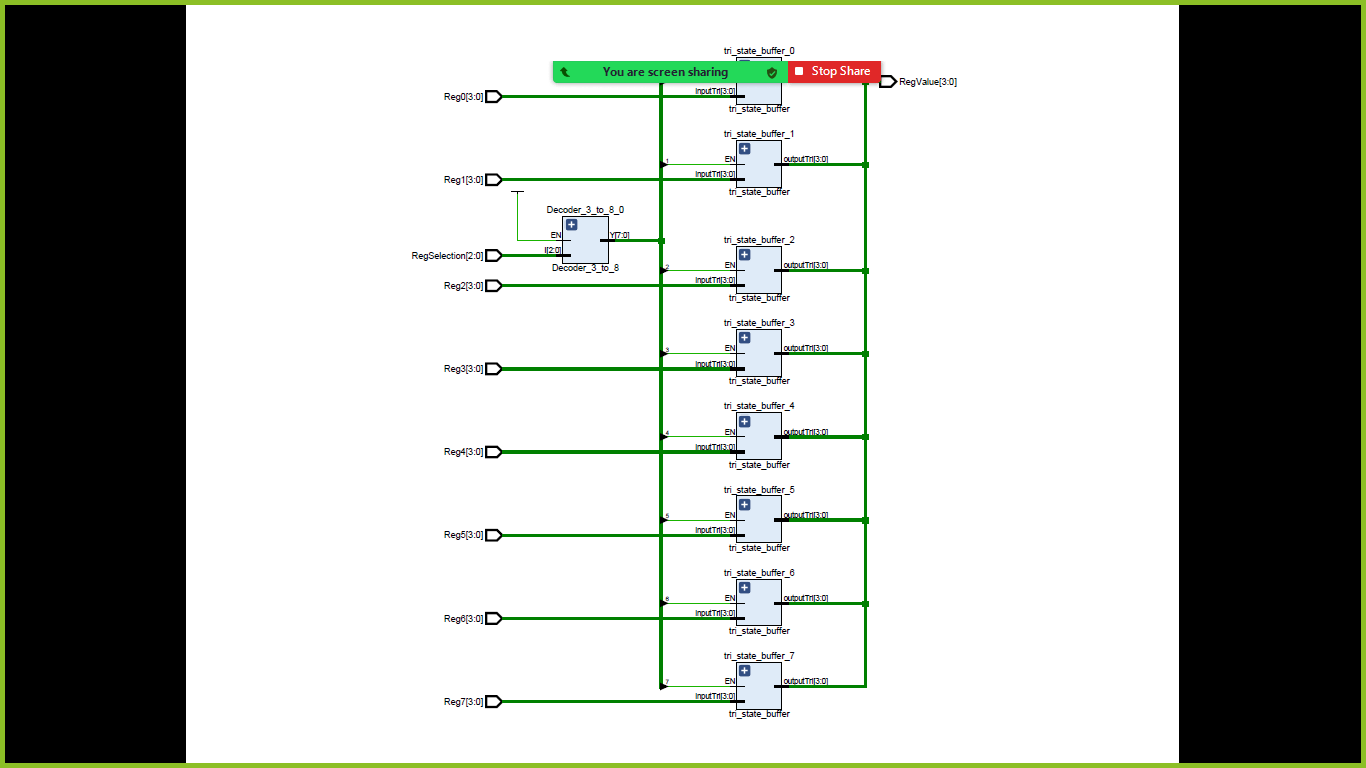 tri_state_buffer_0
You are screen sharing
Stop Share
RegValue[3:0]
Reg0[3:0]
inputTri[3:0]
tri_state_buffer
tri_state_buffer_1
1
EN
outputTri[3:0]
Reg1[3:0]
inputTri[3:0]
tri_state_buffer
Decoder_3_to_8_0
EN
Y[7:0]
RegSelection[2:0]
I[2:0]
Decoder_3_to_8
tri_state_buffer_2
2
EN
outputTri[3:0]
Reg2[3:0]
inputTri[3:0]
tri_state_buffer
tri_state_buffer_3
3
EN
outputTri[3:0]
Reg3[3:0]
inputTri[3:0]
tri_state_buffer
tri_state_buffer_4
4
EN
outputTri[3:0]
Reg4[3:0]
inputTri[3:0]
tri_state_buffer
tri_state_buffer_5
5
EN
outputTri[3:0]
Reg5[3:0]
inputTri[3:0]
tri_state_buffer
tri_state_buffer_6
6
EN
outputTri[3:0]
Reg6[3:0]
inputTri[3:0]
tri_state_buffer
tri_state_buffer_7
7
EN
outputTri[3:0]
Reg7[3:0]
inputTri[3:0]
tri_state_buffer